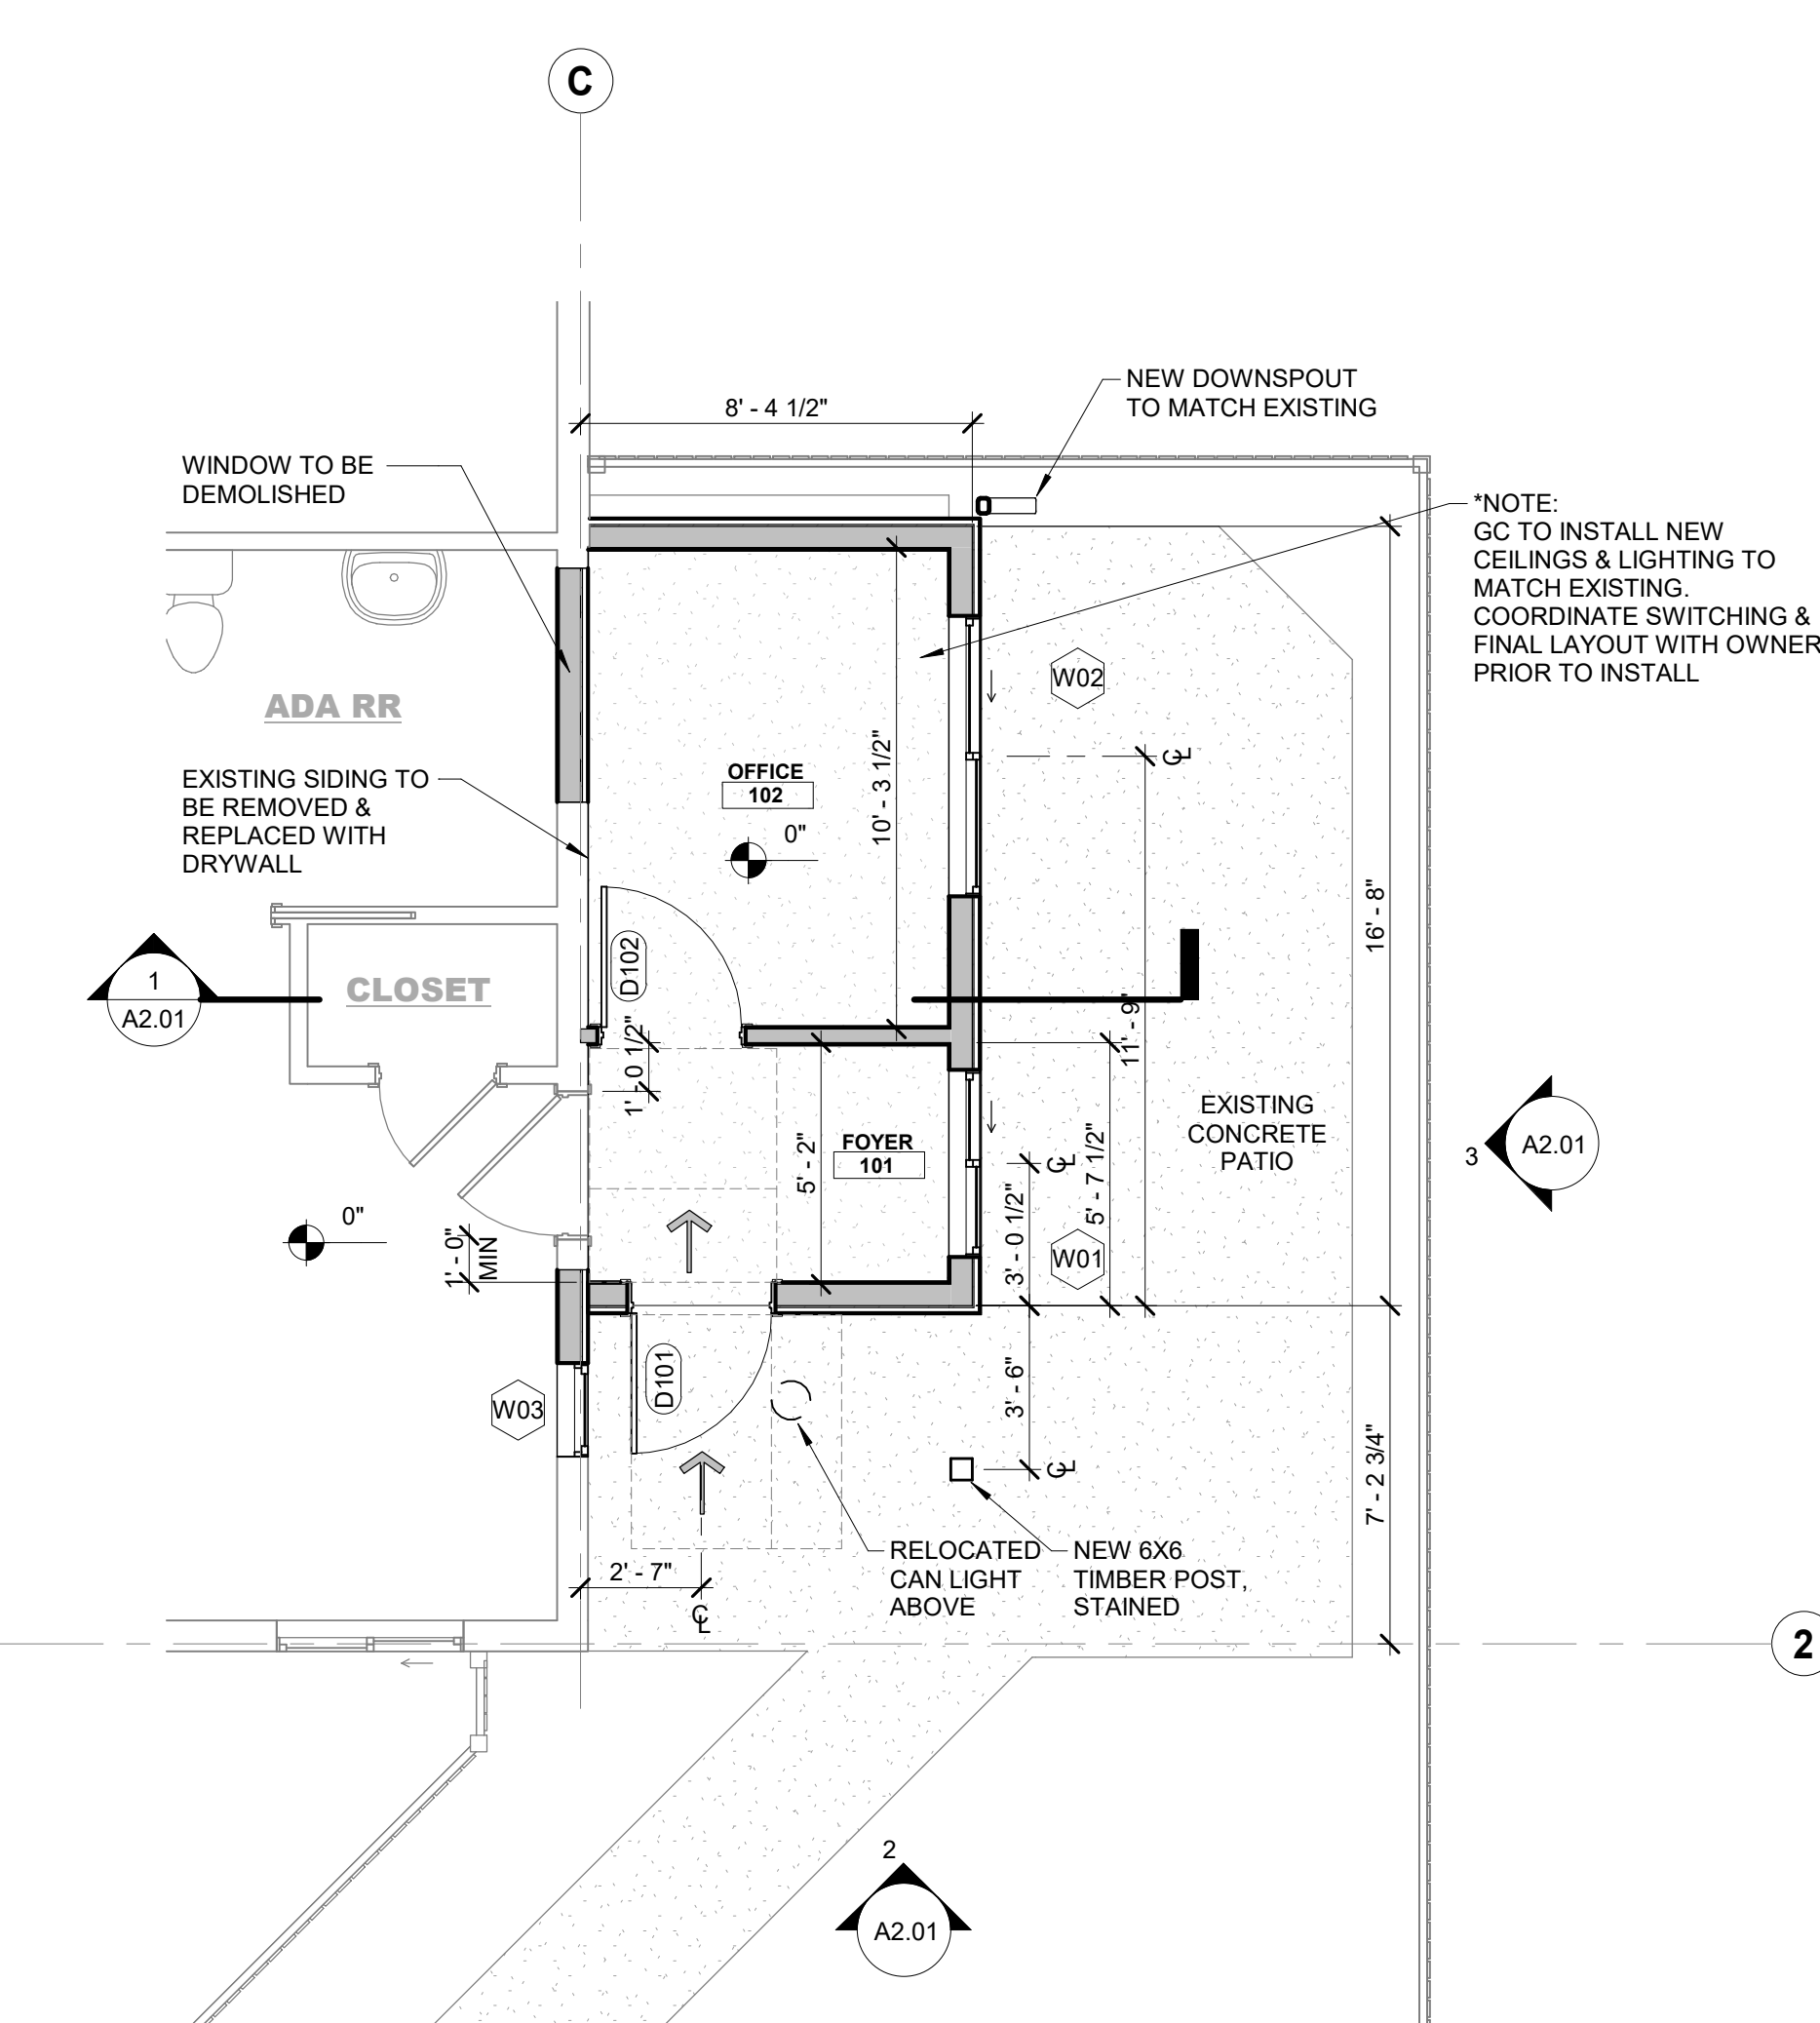 C
NEW DOWNSPOUT
TO MATCH EXISTING
8' - 4 1/2"
WINDOW TO BE
DEMOLISHED
*NOTE:
GC TO INSTALL NEW
CEILINGS & LIGHTING TO
MATCH EXISTING.
COORDINATE SWITCHING &
FINAL LAYOUT WITH OWNER
PRIOR TO INSTALL
W02
ADA RR
℄
10' - 3 1/2"
OFFICE
102
0"
EXISTING SIDING TO
BE REMOVED &
REPLACED WITH
DRYWALL
16' - 8"
D102
1
A2.01
CLOSET
11' - 9"
1' - 0 1/2"
EXISTING
CONCRETE
PATIO
FOYER
101
5' - 2"
℄
5' - 7 1/2"
3
A2.01
3' - 0 1/2"
0"
1' - 0"
MIN
W01
D101
3' - 6"
W03
℄
7' - 2 3/4"
RELOCATED
CAN LIGHT
ABOVE
NEW 6X6
TIMBER POST,
STAINED
2' - 7"
℄
2
2
A2.01